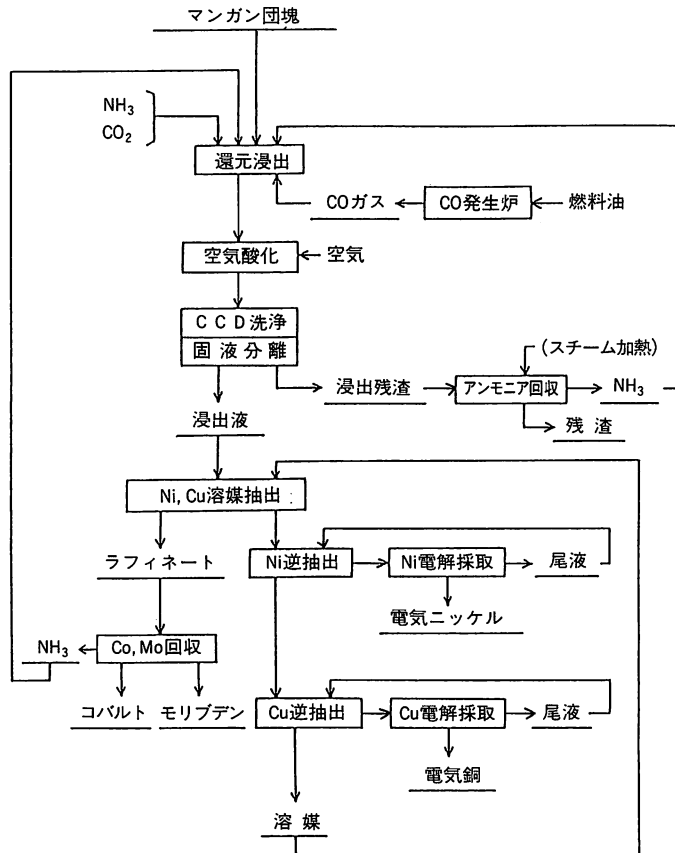 マンガン団塊
NH₃
CO₂
還元浸出
COガス
CO発生炉
燃料油
空気酸化
空気
CCD洗浄
固液分離
(スチーム加熱)
浸出残渣
アンモニア回収
NH₃
浸出液
残渣
Ni, Cu溶媒抽出
ラフィネート
Ni逆抽出
Ni電解採取
尾液
電気ニッケル
NH₃
Co, Mo回収
コバルト
モリブデン
Cu逆抽出
Cu電解採取
尾液
電気銅
溶媒